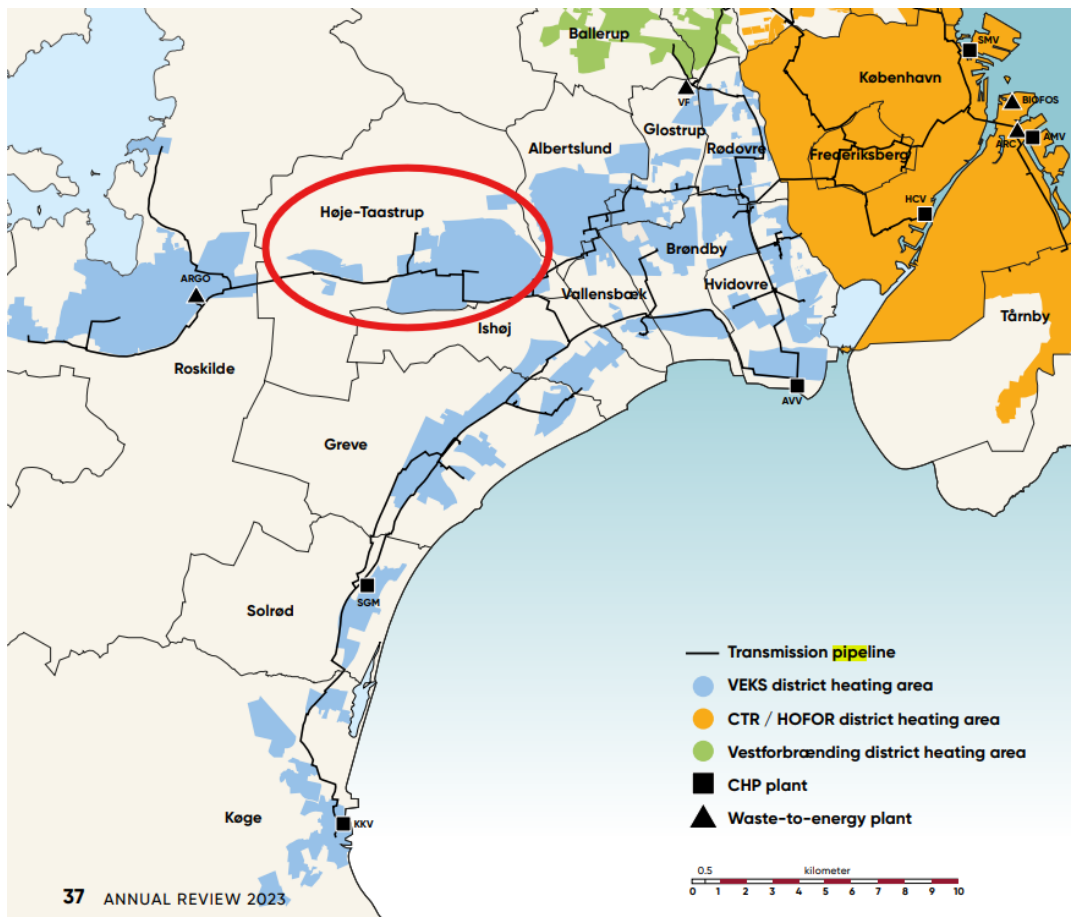 Ballerup
SMV
København
BIOFOS
VF
Glostrup
Albertslund
Rødovre
Frederiksberg
ARC
AMV
HCV
Høje-Taastrup
Brøndby
ARGO
Vallensbæk
Hvidovre
Tårnby
Ishøj
Roskilde
AVV
Greve
SGM
Solrød
Køge
KKV
Transmission pipeline
VEKS district heating area
CTR / HOFOR district heating area
Vestforbrænding district heating area
CHP plant
Waste-to-energy plant
0.5 kilometer
0 1 2 3 4 5 6 7 8 9 10
37 ANNUAL REVIEW 2023